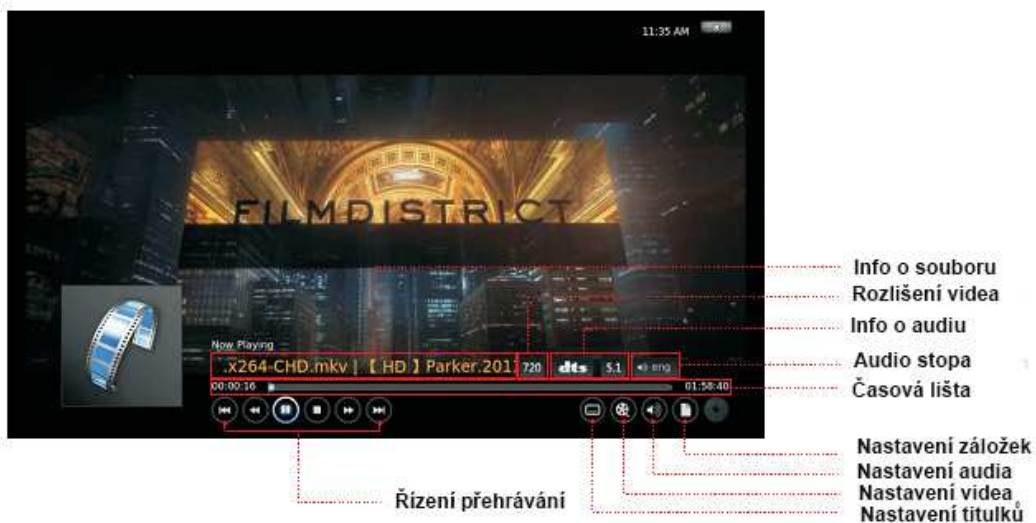 11:35 AM
FILMDISTRICT
Info o souboru
Rozlišení videa
Info o audiu
Now Playing
.x264-CHD.mkv | 【 HD 】 Parker.201
720
dts
5.1
eng
Audio stopa
00:00:16
01:58:40
Časová lišta
Nastavení záložek
Nastavení audia
Řízení přehrávání
Nastavení videa
Nastavení titulků